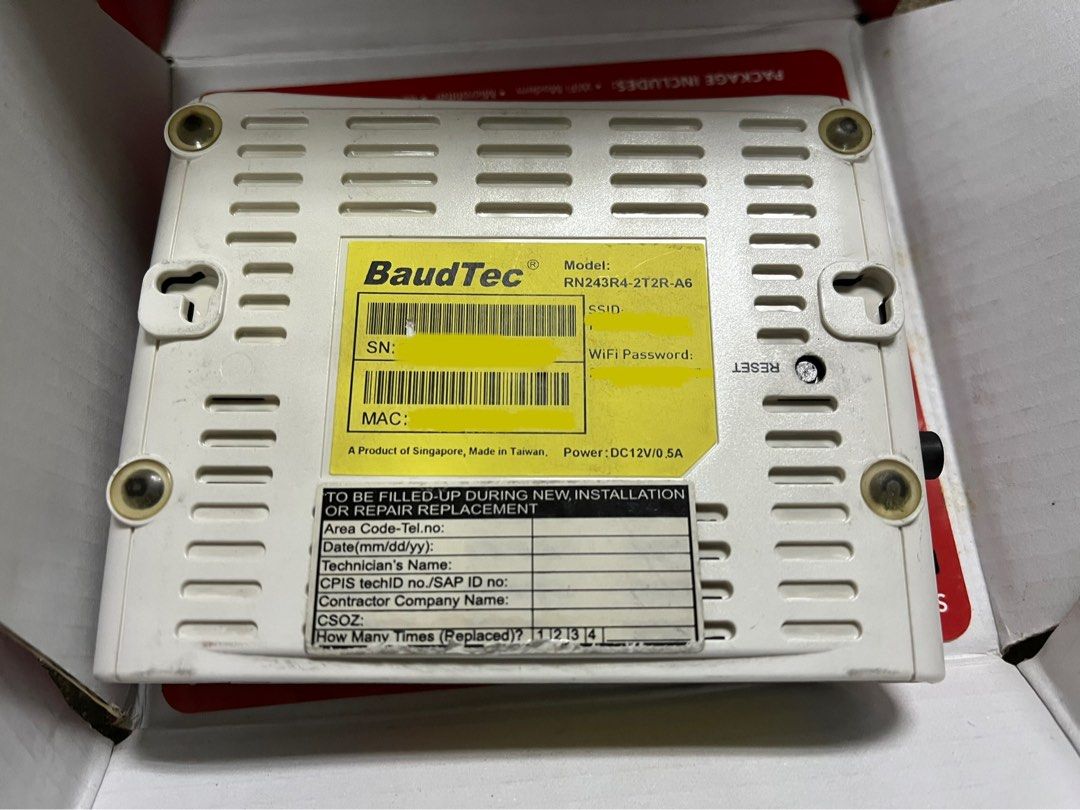 PACKAGE INCLUDES:
• WiFi Modem • Microfilter •
BaudTec®
Model:
RN243R4-2T2R-A6
SSID:
SN:
WiFi Password:
MAC:
A Product of Singapore, Made in Taiwan.
Power:DC12V/0.5A
RESET
TO BE FILLED-UP DURING NEW, INSTALLATION
OR REPAIR REPLACEMENT
Area Code-Tel.no:
Date(mm/dd/yy):
Technician's Name:
CPIS techID no./SAP ID no:
Contractor Company Name:
CSOZ:
How Many Times (Replaced)? 1 2 3 4
S